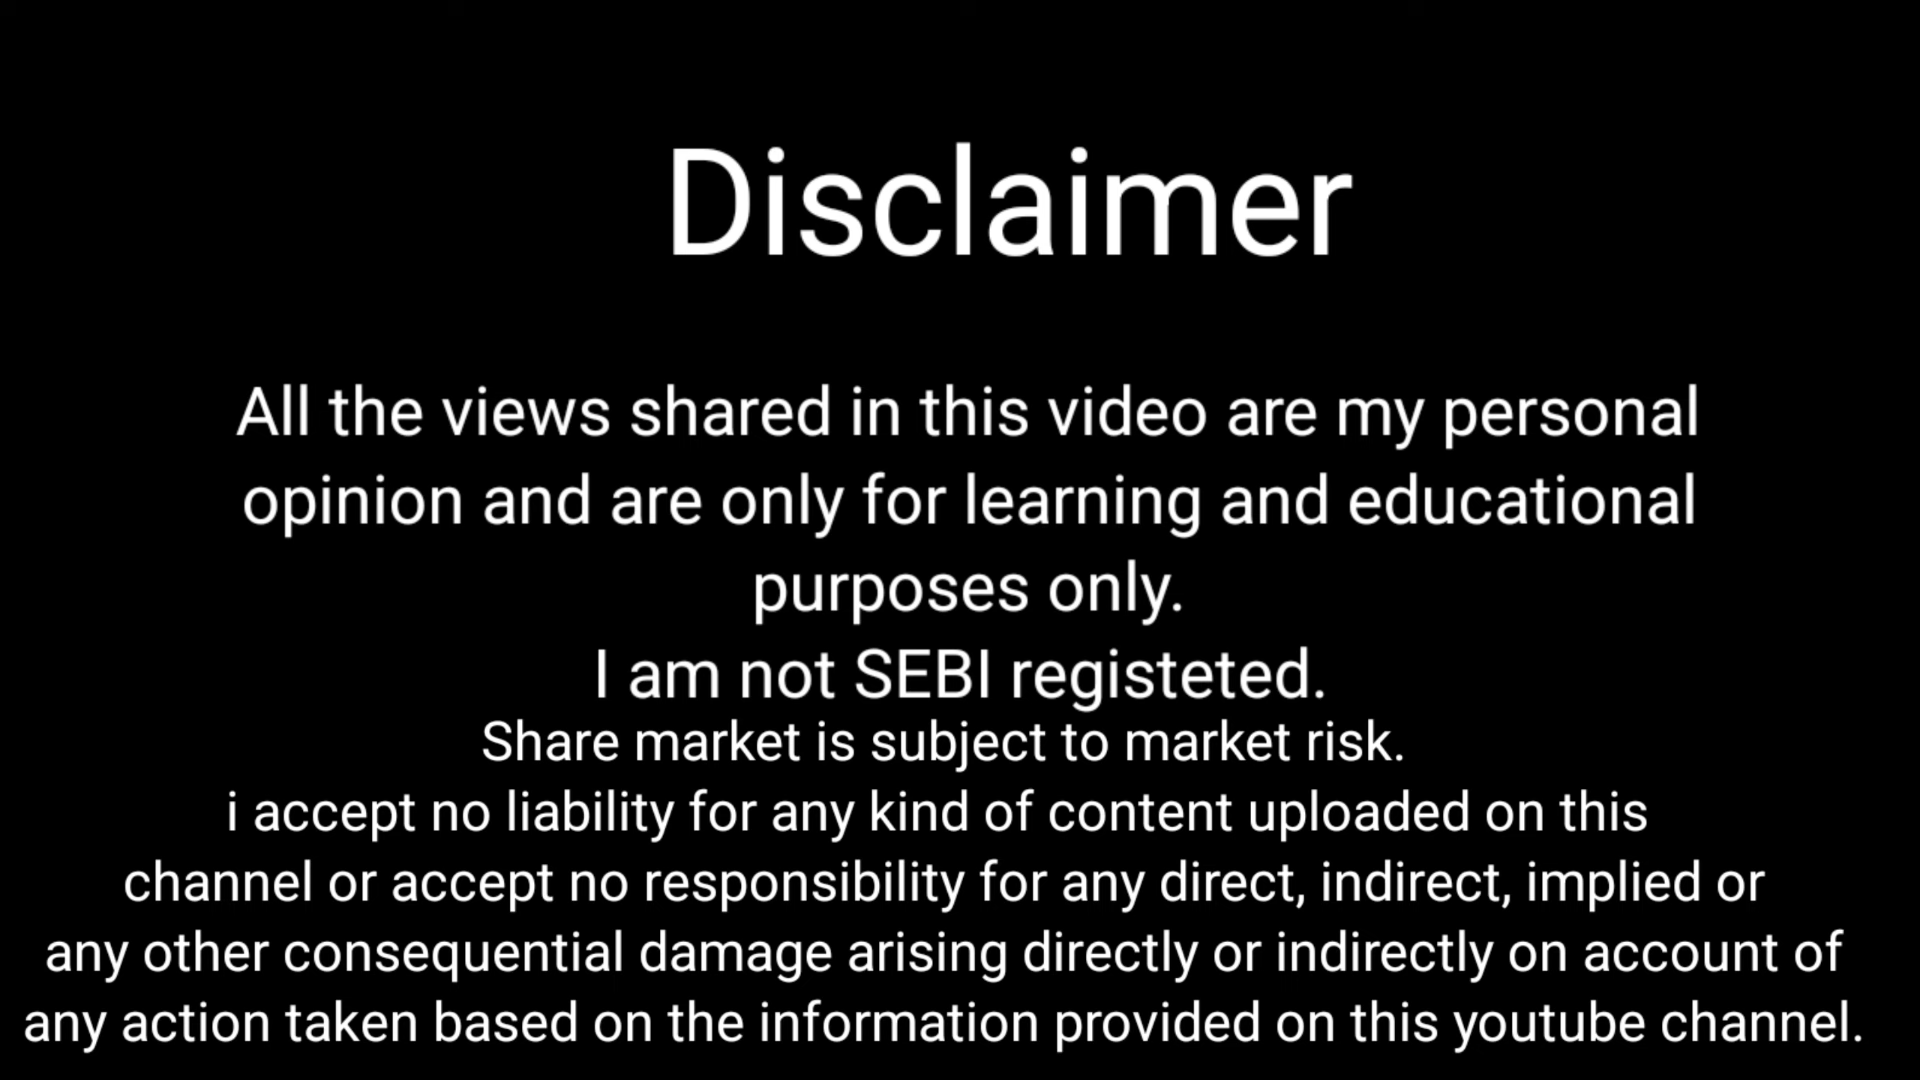 Disclaimer
All the views shared in this video are my personal
opinion and are only for learning and educational
purposes only.
I am not SEBI registeted.
Share market is subject to market risk.
i accept no liability for any kind of content uploaded on this
channel or accept no responsibility for any direct, indirect, implied or
any other consequential damage arising directly or indirectly on account of
any action taken based on the information provided on this youtube channel.